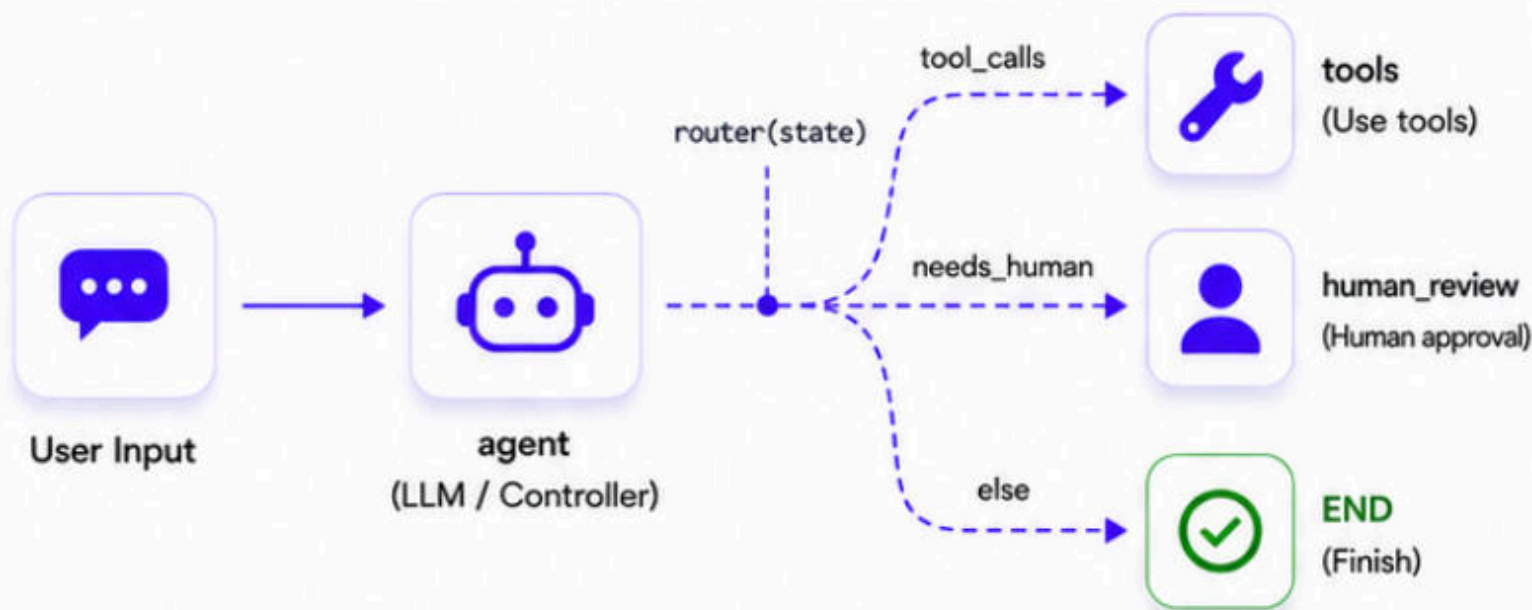 User Input
agent
(LLM / Controller)
router(state)
tool_calls
tools
(Use tools)
needs_human
human_review
(Human approval)
else
END
(Finish)